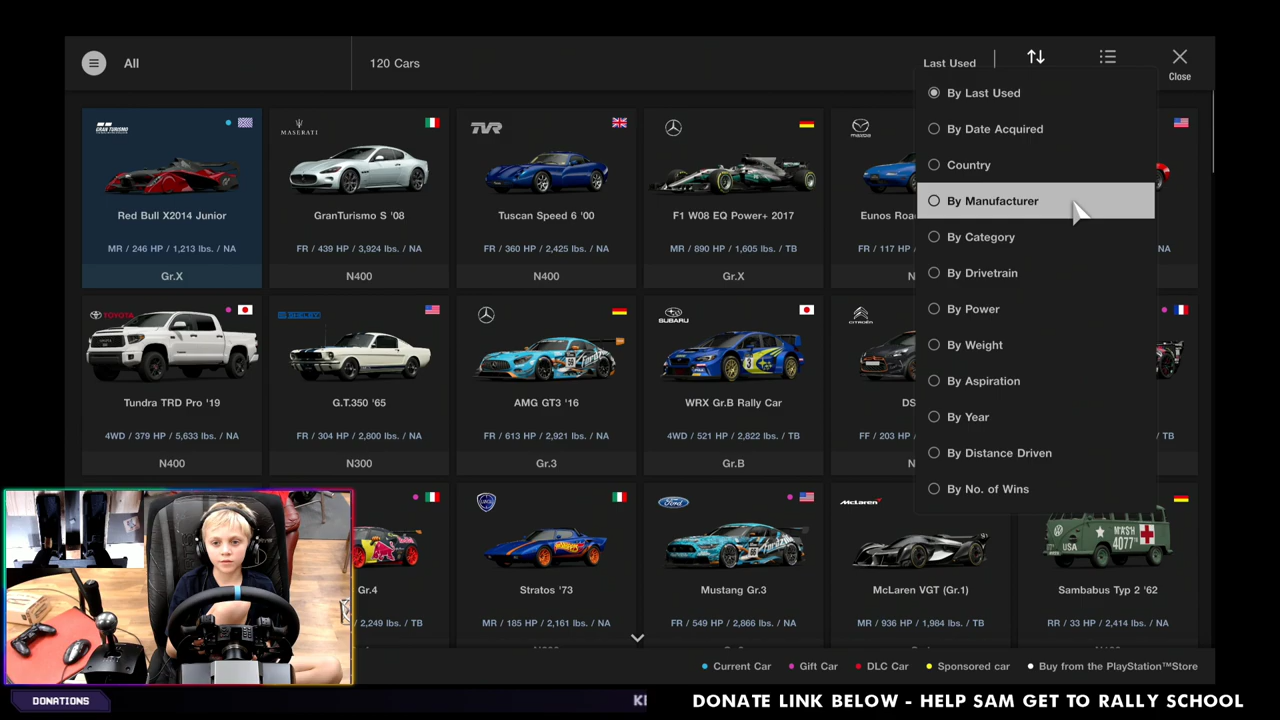 All
120 Cars
Last Used
Close
By Last Used
By Date Acquired
Country
By Manufacturer
By Category
By Drivetrain
By Power
By Weight
By Aspiration
By Year
By Distance Driven
By No. of Wins
GRAN TURISMO
Red Bull X2014 Junior
MR / 246 HP / 1,213 lbs. / NA
Gr.X
MASERATI
GranTurismo S '08
FR / 439 HP / 3,924 lbs. / NA
N400
TVR
Tuscan Speed 6 '00
FR / 360 HP / 2,425 lbs. / NA
N400
F1 W08 EQ Power+ 2017
MR / 890 HP / 1,605 lbs. / TB
Gr.X
mazda
Eunos Roa
FR / 117 HP
N
NA
TOYOTA
Tundra TRD Pro '19
4WD / 379 HP / 5,633 lbs. / NA
N400
SHELBY
G.T.350 '65
FR / 304 HP / 2,800 lbs. / NA
N300
AMG GT3 '16
FR / 613 HP / 2,921 lbs. / NA
Gr.3
SUBARU
WRX Gr.B Rally Car
4WD / 521 HP / 2,822 lbs. / TB
Gr.B
CITROËN
DS
FF / 203 HP
N
/ TB
Gr.4
2,249 lbs. / TB
LANCIA
Stratos '73
MR / 185 HP / 2,161 lbs. / NA
Ford
Mustang Gr.3
FR / 549 HP / 2,866 lbs. / NA
McLaren
McLaren VGT (Gr.1)
MR / 936 HP / 1,984 lbs. / TB
USA
MASH
4077th
Sambabus Typ 2 '62
RR / 33 HP / 2,414 lbs. / NA
Current Car
Gift Car
DLC Car
Sponsored car
Buy from the PlayStation™Store
DONATIONS
KI
DONATE LINK BELOW - HELP SAM GET TO RALLY SCHOOL